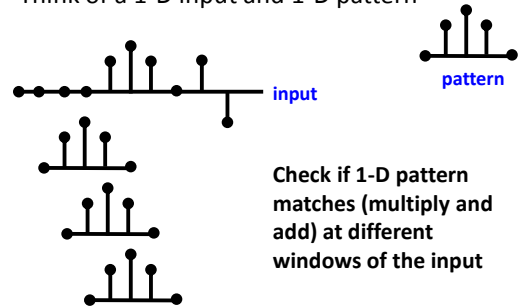 Think of a 1-D input and 1-D pattern
pattern
input
Check if 1-D pattern
matches (multiply and
add) at different
windows of the input